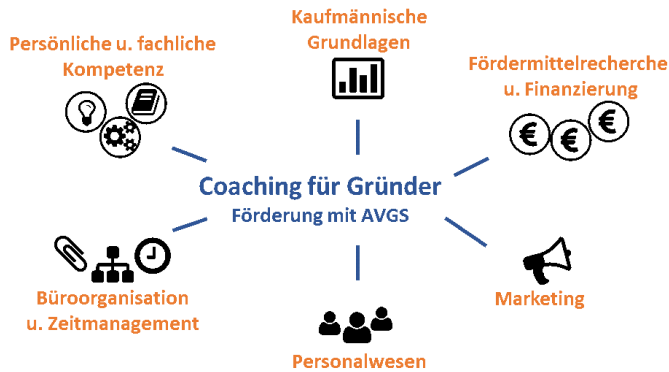 Kaufmännische
Grundlagen
Persönliche u. fachliche
Kompetenz
Fördermittelrecherche
u. Finanzierung
€ € €
Coaching für Gründer
Förderung mit AVGS
Büroorganisation
u. Zeitmanagement
Marketing
Personalwesen